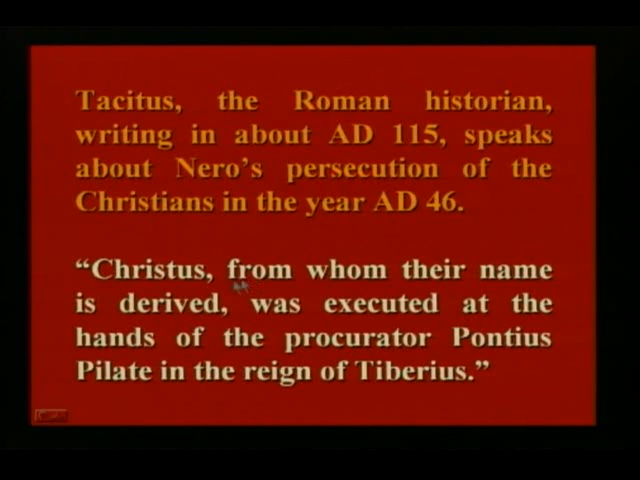 Tacitus, the Roman historian,
writing in about AD 115, speaks
about Nero's persecution of the
Christians in the year AD 46.
“Christus, from whom their name
is derived, was executed at the
hands of the procurator Pontius
Pilate in the reign of Tiberius.”